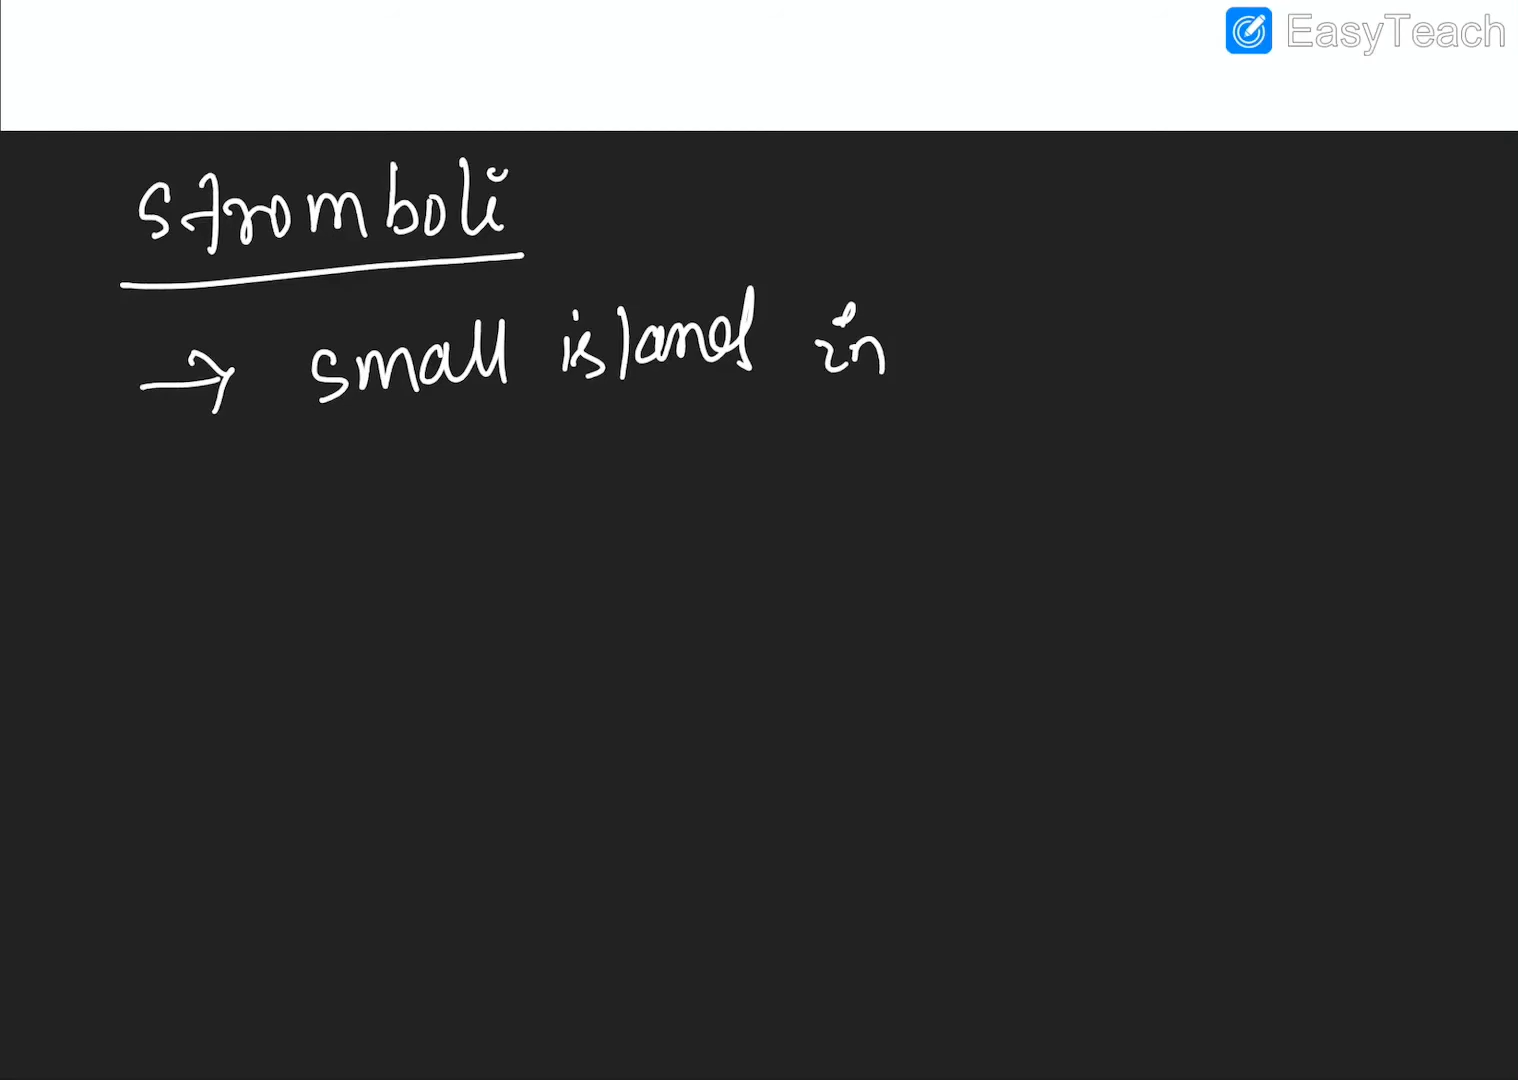 EasyTeach
Stromboli
→ small island in